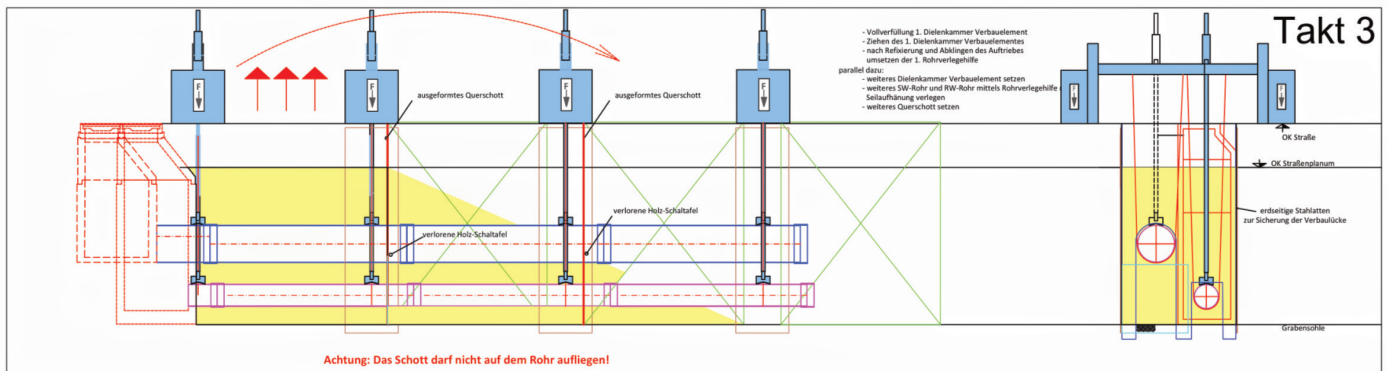 Takt 3
- Vollverfüllung 1. Dielenkammer Verbauelement
- Ziehen des 1. Dielenkammer Verbauelementes
- nach Refixierung und Abklingen des Auftriebes
umsetzen der 1. Rohrverlegehilfe
parallel dazu:
- weiteres Dielenkammer Verbauelement setzen
- weiteres SW-Rohr und RW-Rohr mittels Rohrverlegehilfe
Seilaufhänung verlegen
- weiteres Querschott setzen
F
F
F
F
F
F
ausgeformtes Querschott
ausgeformtes Querschott
OK Straße
OK Straßenplanum
verlorene Holz-Schaltafel
erdseitige Stahlatten
zur Sicherung der Verbaulücke
verlorene Holz-Schaltafel
Grabensohle
Achtung: Das Schott darf nicht auf dem Rohr aufliegen!